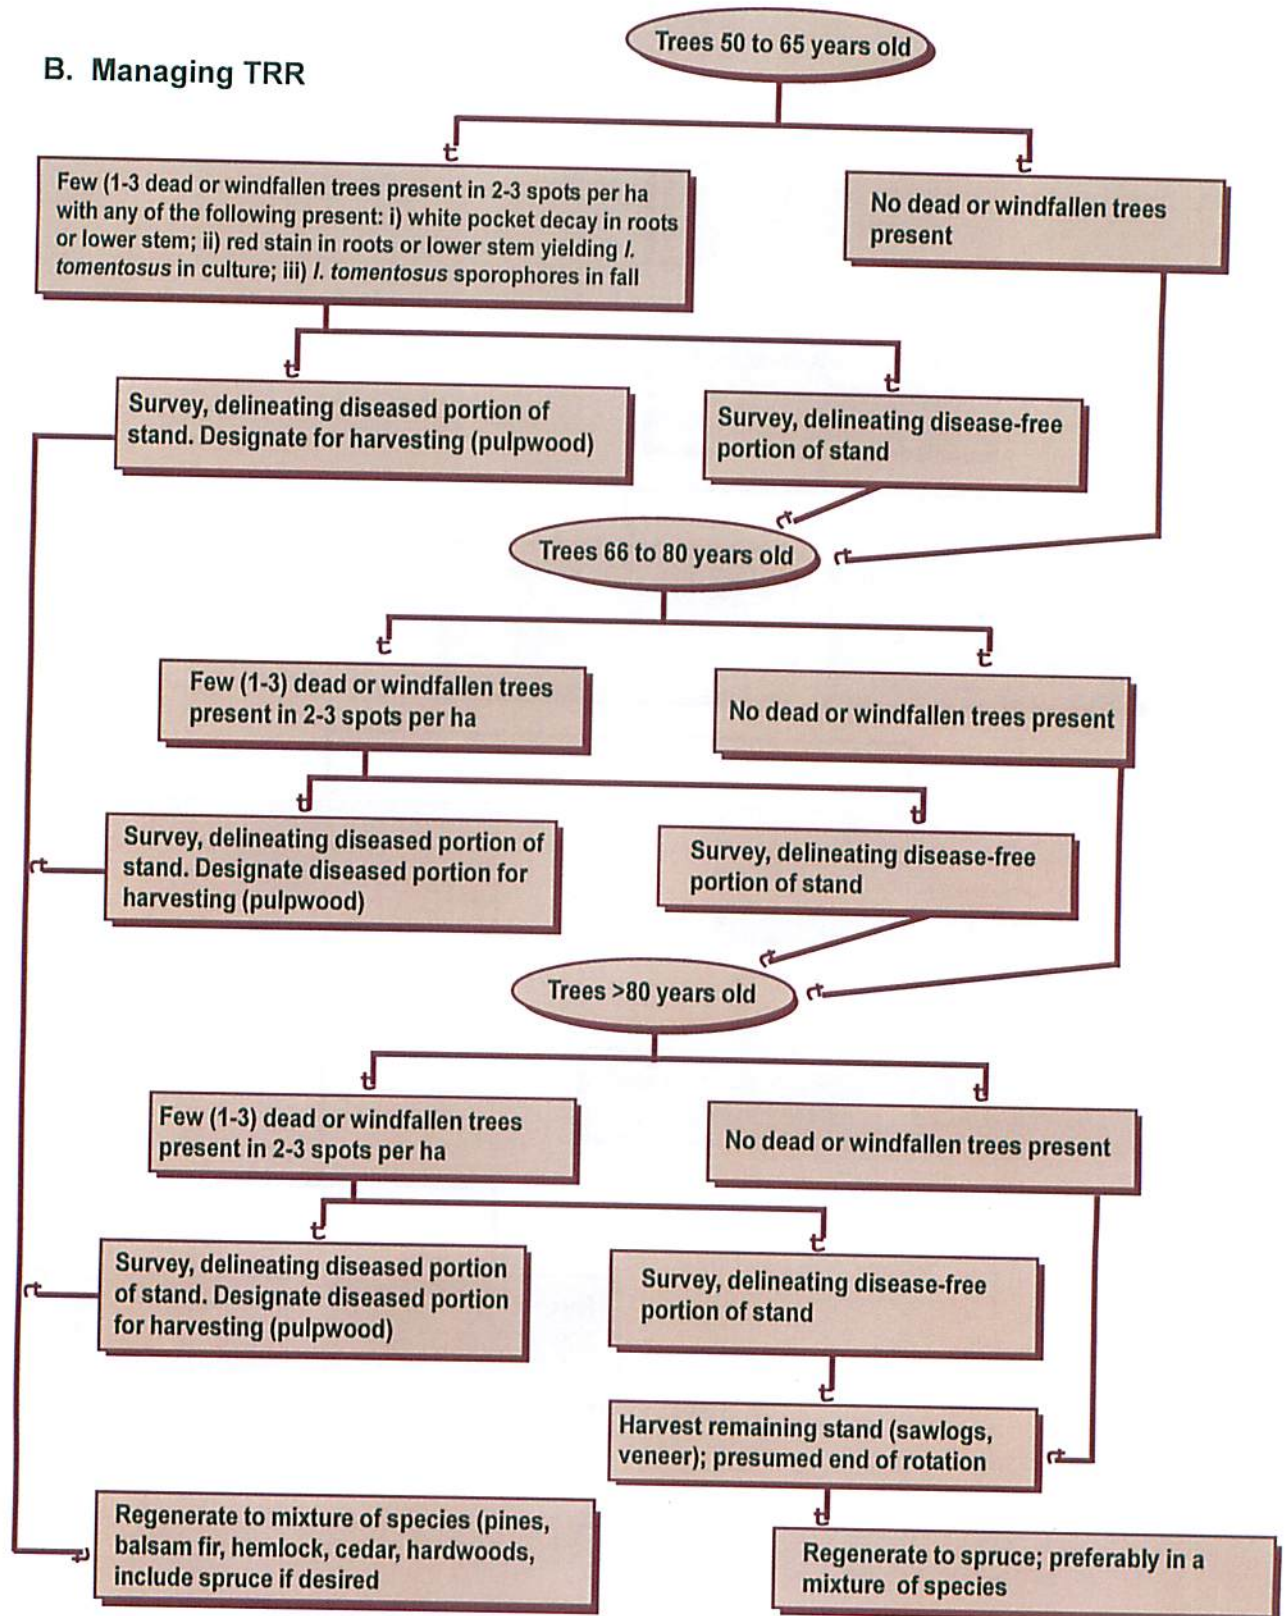 B. Managing TRR
Trees 50 to 65 years old
Few (1-3 dead or windfallen trees present in 2-3 spots per ha
with any of the following present: i) white pocket decay in roots
or lower stem; ii) red stain in roots or lower stem yielding I.
tomentosus in culture; iii) I. tomentosus sporophores in fall
No dead or windfallen trees
present
Survey, delineating diseased portion of
stand. Designate for harvesting (pulpwood)
Survey, delineating disease-free
portion of stand
Trees 66 to 80 years old
Few (1-3) dead or windfallen trees
present in 2-3 spots per ha
No dead or windfallen trees present
Survey, delineating diseased portion of
stand. Designate diseased portion for
harvesting (pulpwood)
Survey, delineating disease-free
portion of stand
Trees >80 years old
Few (1-3) dead or windfallen trees
present in 2-3 spots per ha
No dead or windfallen trees present
Survey, delineating diseased portion
of stand. Designate diseased portion
for harvesting (pulpwood)
Survey, delineating disease-free
portion of stand
Harvest remaining stand (sawlogs,
veneer); presumed end of rotation
Regenerate to mixture of species (pines,
balsam fir, hemlock, cedar, hardwoods,
include spruce if desired
Regenerate to spruce; preferably in a
mixture of species